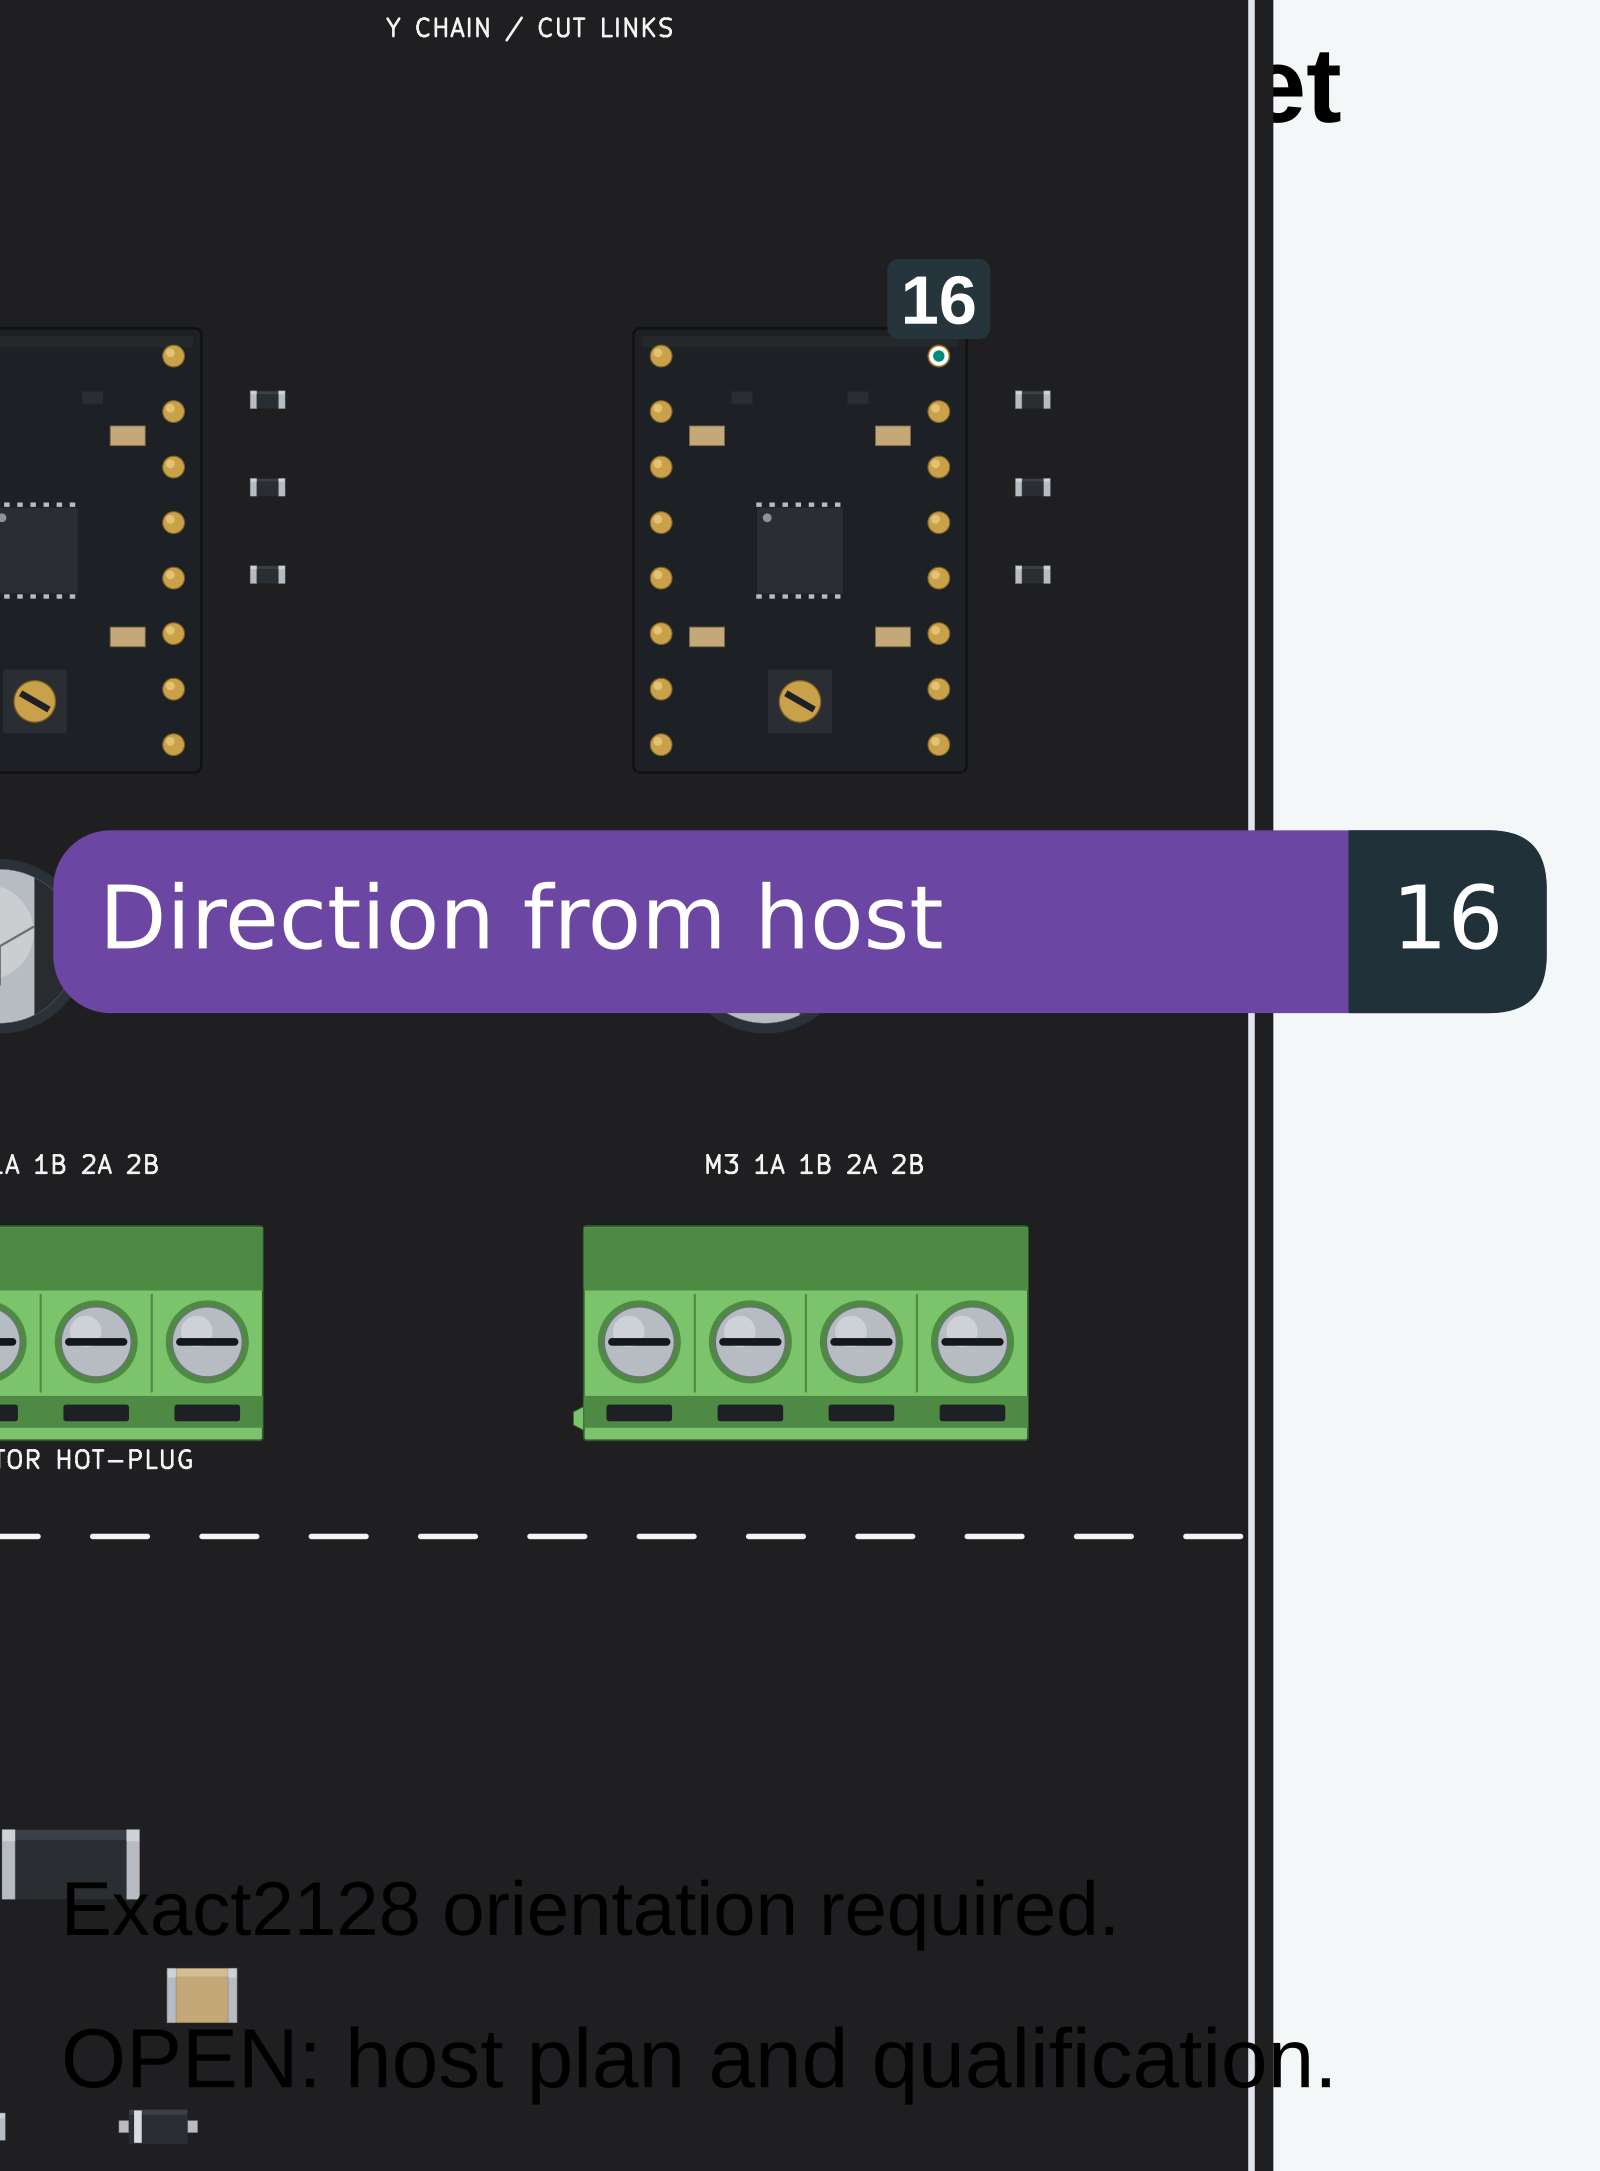 Y CHAIN / CUT LINKS
et
16
Direction from host 16
1B 2A 2B
M3 1A 1B 2A 2B
HOT-PLUG
Exact2128 orientation required.
OPEN: host plan and qualification.